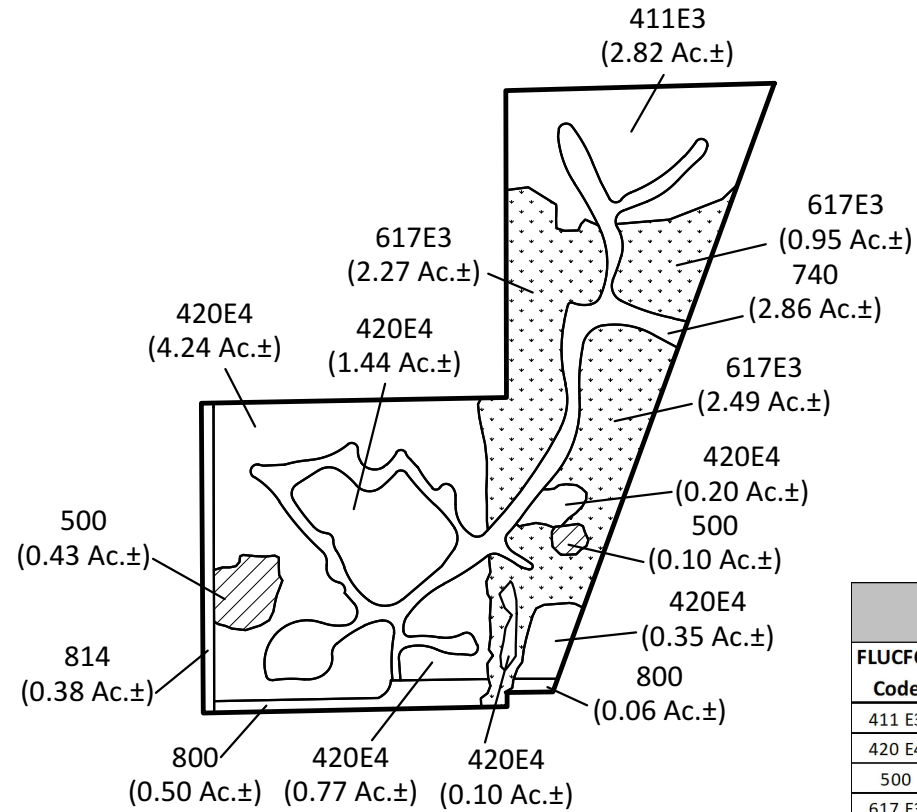 411E3
(2.82 Ac.±)
617E3
(0.95 Ac.±)
617E3
(2.27 Ac.±)
740
(2.86 Ac.±)
420E4
(4.24 Ac.±)
420E4
(1.44 Ac.±)
617E3
(2.49 Ac.±)
420E4
(0.20 Ac.±)
500
(0.43 Ac.±)
500
(0.10 Ac.±)
420E4
(0.35 Ac.±)
814
(0.38 Ac.±)
800
(0.06 Ac.±)
800
(0.50 Ac.±)
420E4
(0.77 Ac.±)
420E4
(0.10 Ac.±)
Code
411 E3
420 E4
500
617 E3